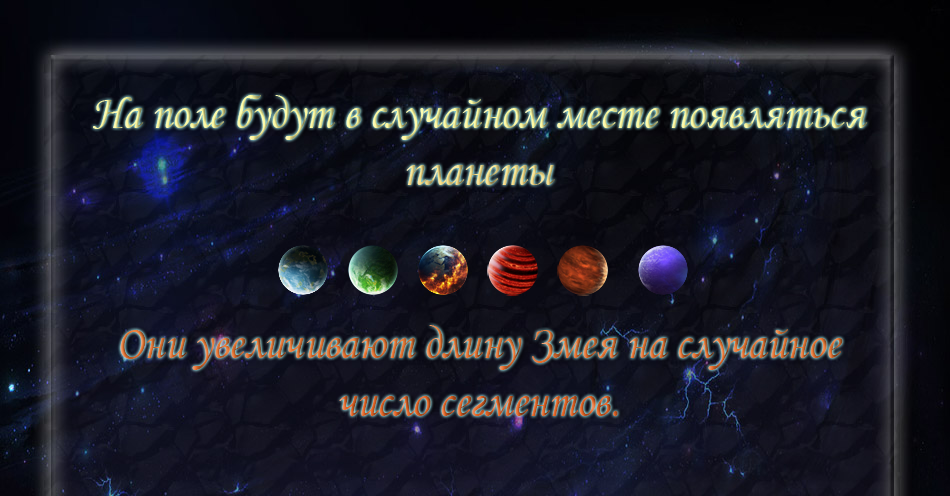 На поле будут в случайном месте появляться
планеты
Они увеличивают длину Змея на случайное
число сегментов.